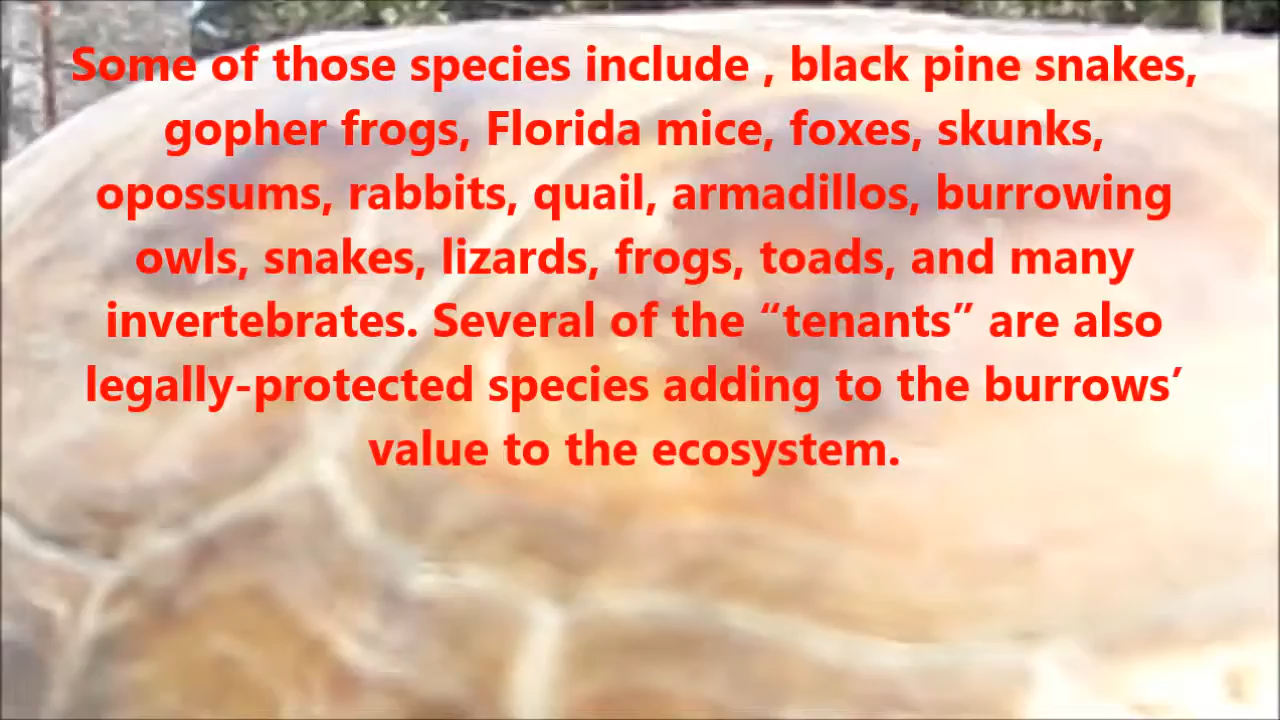 Some of those species include , black pine snakes,
gopher frogs, Florida mice, foxes, skunks,
opossums, rabbits, quail, armadillos, burrowing
owls, snakes, lizards, frogs, toads, and many
invertebrates. Several of the “tenants” are also
legally-protected species adding to the burrows’
value to the ecosystem.